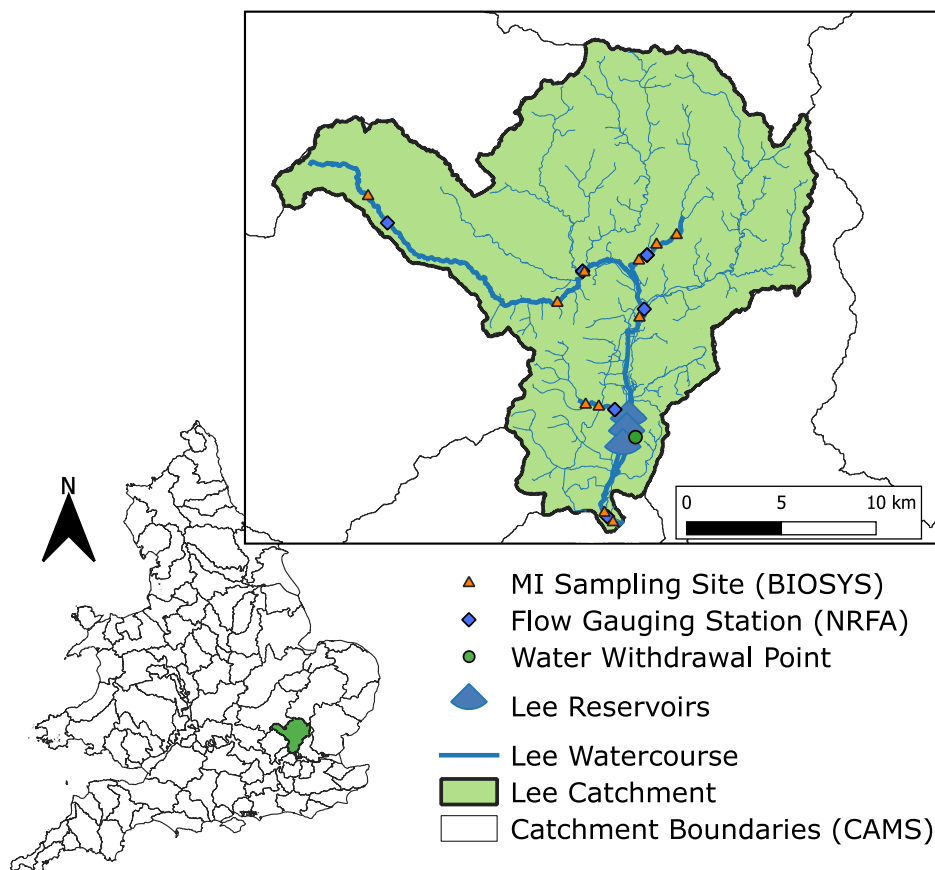 0 5 10 km
N
MI Sampling Site (BIOSYS)
Flow Gauging Station (NRFA)
Water Withdrawal Point
Lee Reservoirs
Lee Watercourse
Lee Catchment
Catchment Boundaries (CAMS)